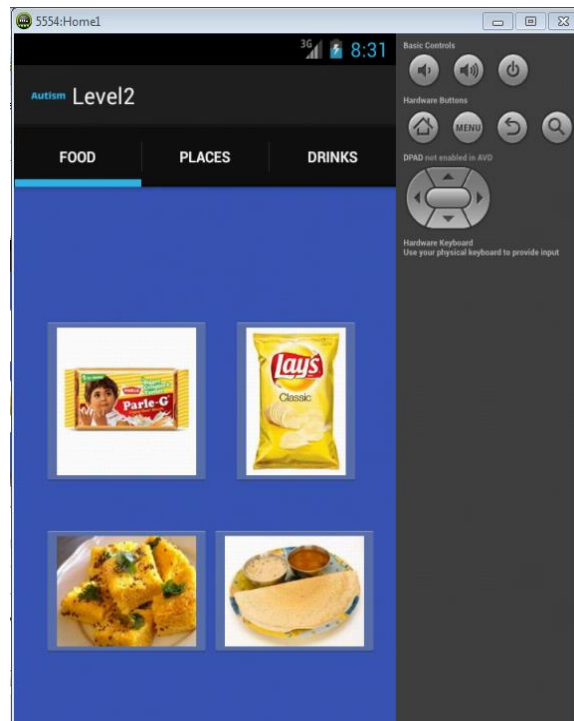 5554:Home1
3G 8:31
Autism Level2
FOOD PLACES DRINKS
PARLE
Parle-G
Lay's
Classic
Basic Controls
Hardware Buttons
MENU
DPAD not enabled in AVD
Hardware Keyboard
Use your physical keyboard to provide input